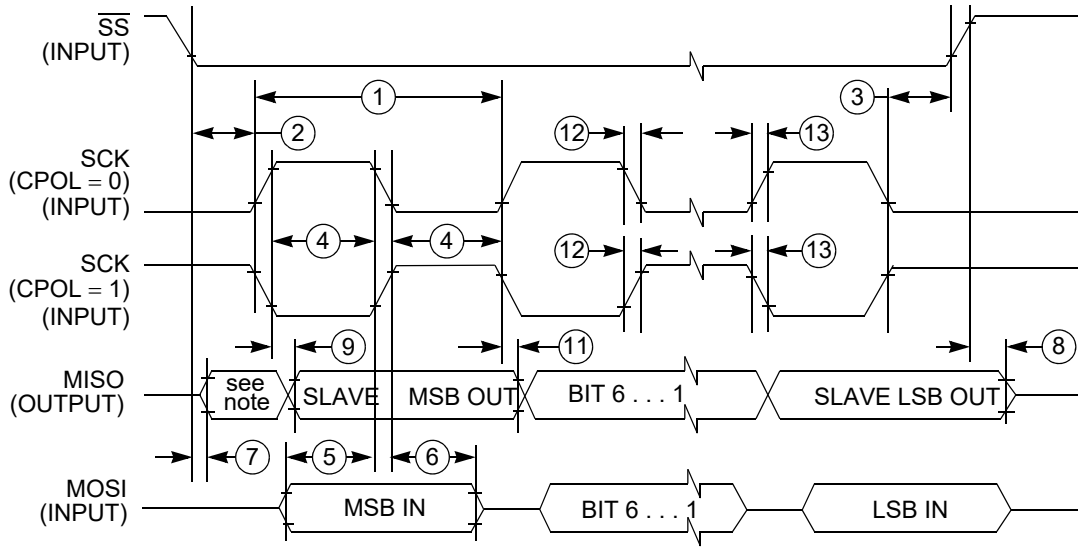 SS
(INPUT)
1
3
2
12
13
SCK
(CPOL = 0)
(INPUT)
4
4
SCK
(CPOL = 1)
(INPUT)
12
13
9
11
8
MISO
(OUTPUT)
see
note
SLAVE
MSB OUT
BIT 6 . . . 1
SLAVE LSB OUT
7
5
6
MOSI
(INPUT)
MSB IN
BIT 6 . . . 1
LSB IN